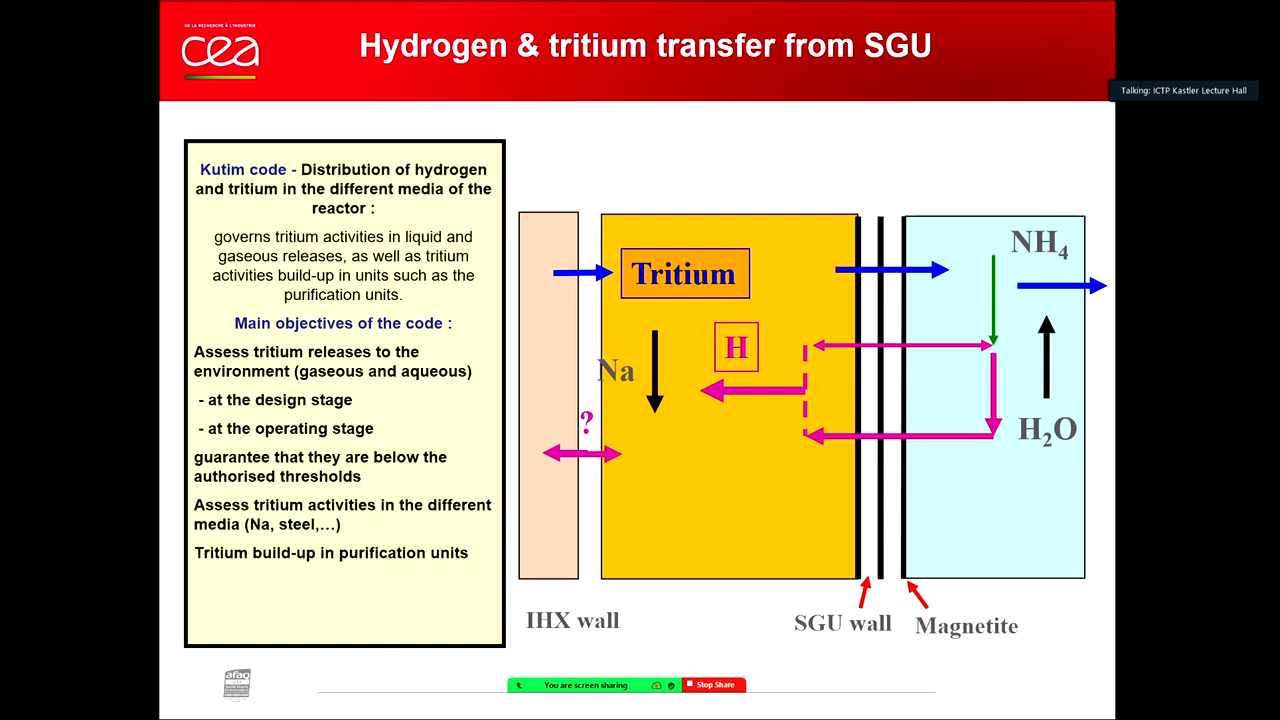 DE LA RECHERCHE À L'INDUSTRIE
cea
Hydrogen & tritium transfer from SGU
Talking: ICTP Kastler Lecture Hall
Kutim code - Distribution of hydrogen
and tritium in the different media of the
reactor :
governs tritium activities in liquid and
gaseous releases, as well as tritium
activities build-up in units such as the
purification units.
Main objectives of the code :
Assess tritium releases to the
environment (gaseous and aqueous)
- at the design stage
- at the operating stage
guarantee that they are below the
authorised thresholds
Assess tritium activities in the different
media (Na, steel,…)
Tritium build-up in purification units
Tritium
H
Na
?
NH4
H2O
IHX wall
SGU wall
Magnetite
afaq
You are screen sharing
Stop Share